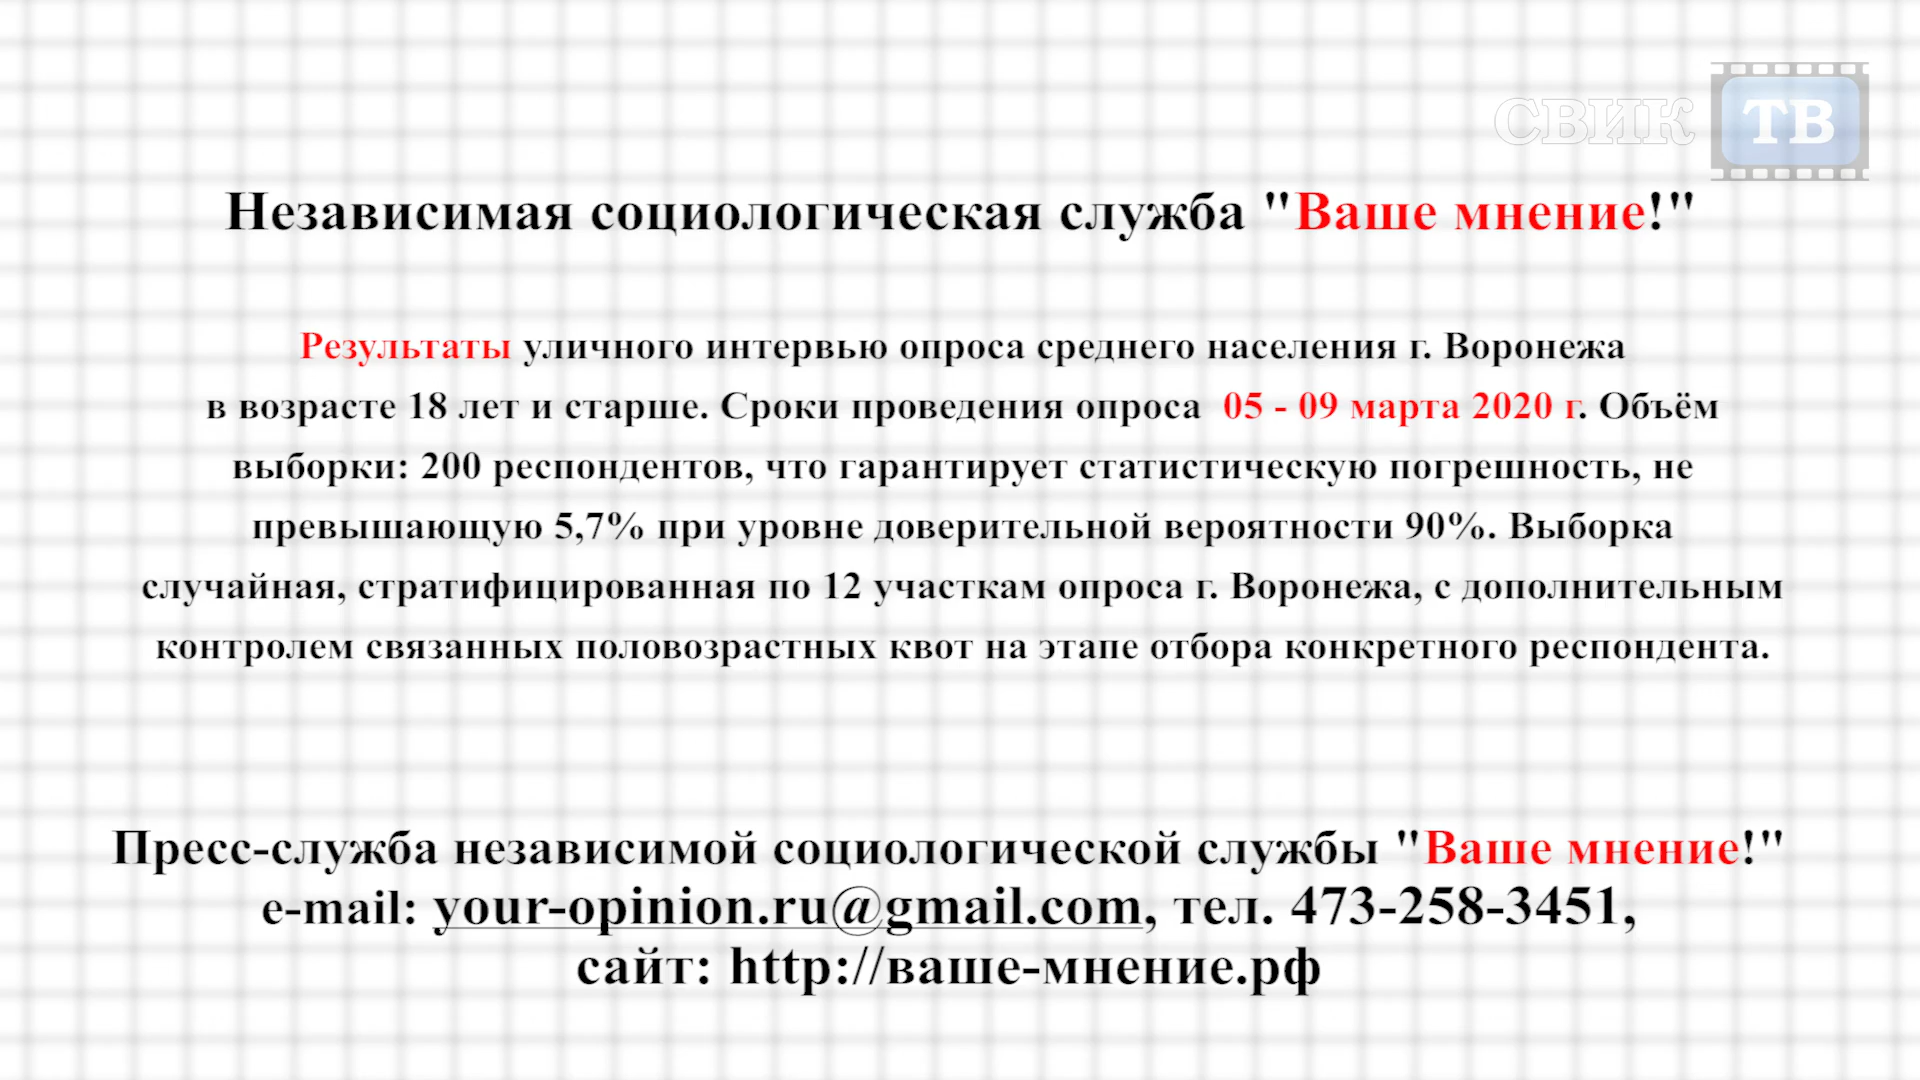 СВИК ТВ
Независимая социологическая служба "Ваше мнение!"
Результаты уличного интервью опроса среднего населения г. Воронежа
в возрасте 18 лет и старше. Сроки проведения опроса 05 - 09 марта 2020 г. Объём
выборки: 200 респондентов, что гарантирует статистическую погрешность, не
превышающую 5,7% при уровне доверительной вероятности 90%. Выборка
случайная, стратифицированная по 12 участкам опроса г. Воронежа, с дополнительным
контролем связанных половозрастных квот на этапе отбора конкретного респондента.
Пресс-служба независимой социологической службы "Ваше мнение!"
e-mail: your-opinion.ru@gmail.com, тел. 473-258-3451,
сайт: http://ваше-мнение.рф